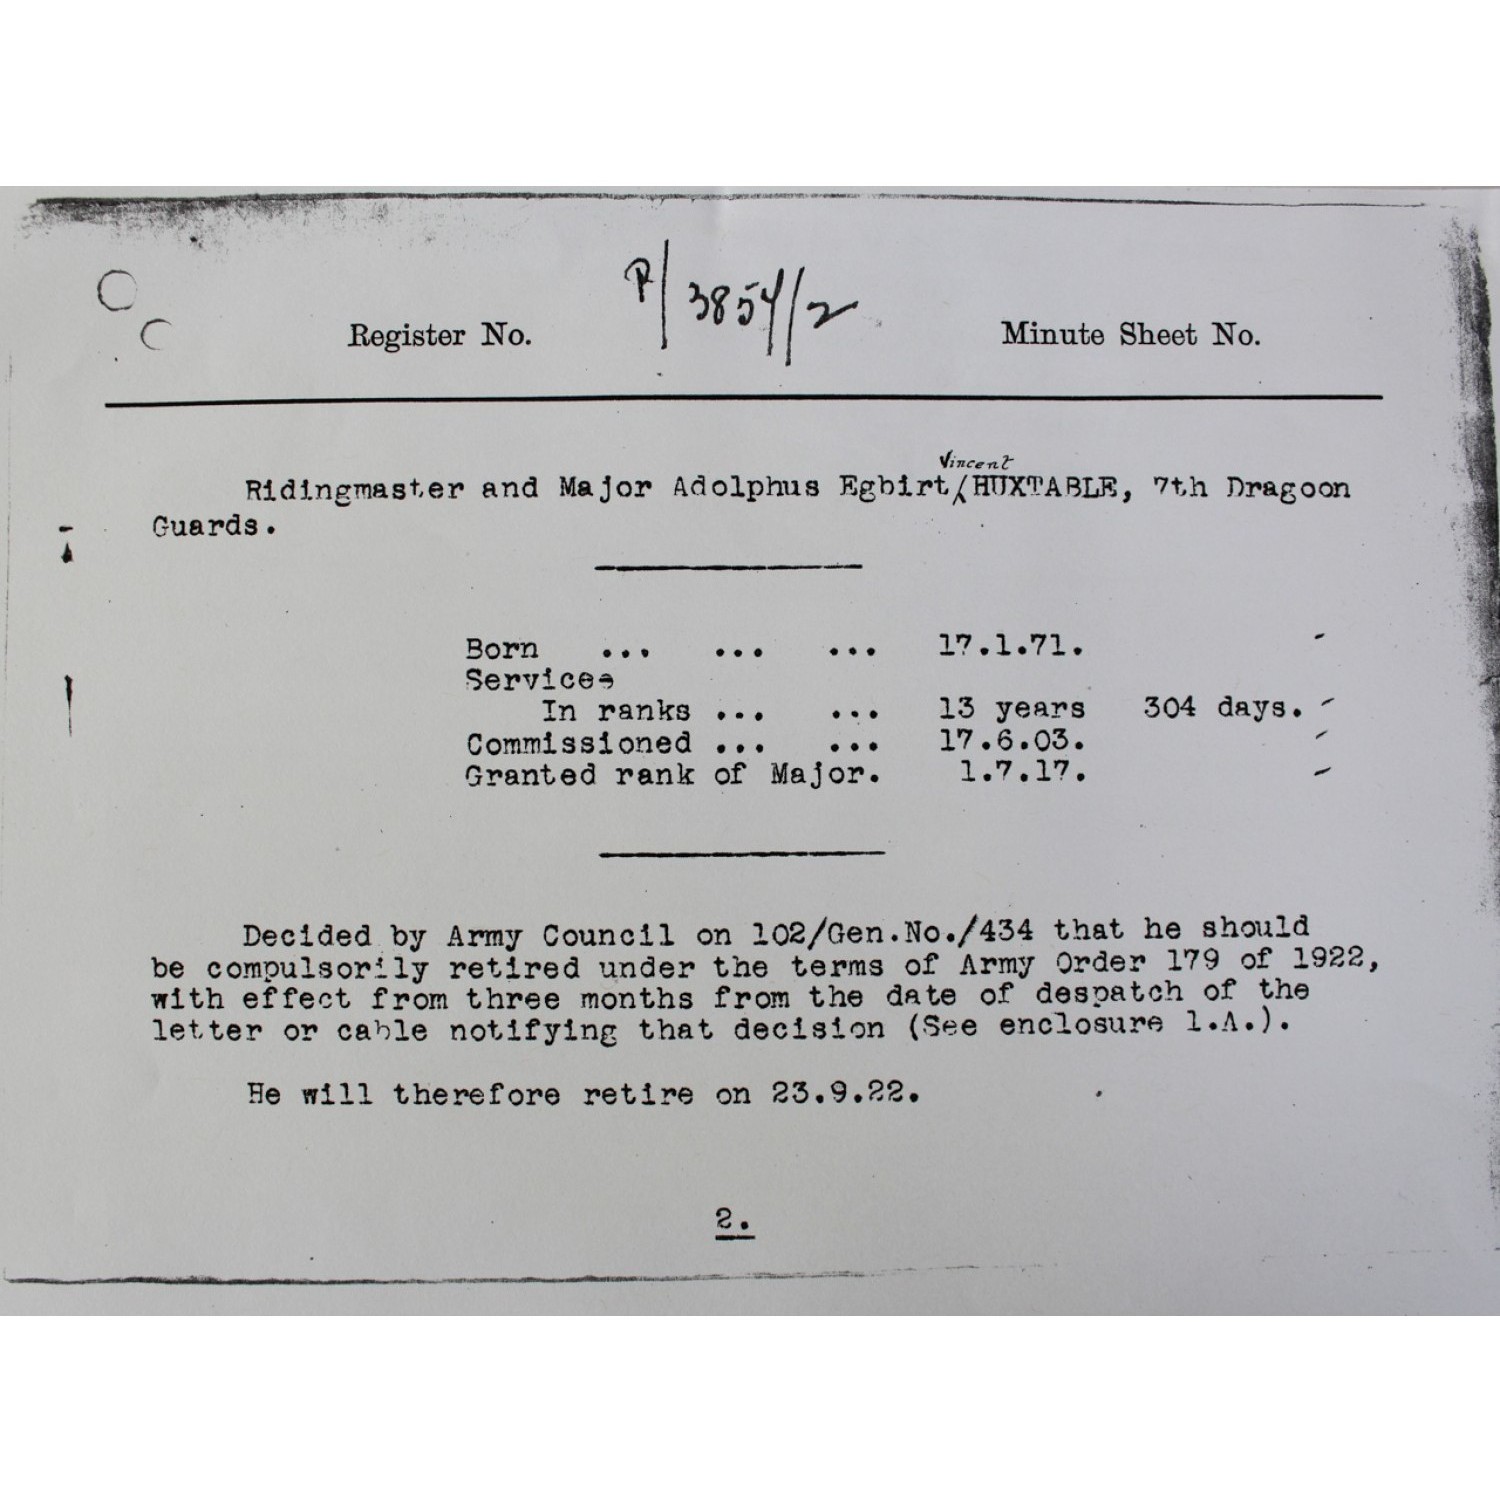 Register No. P/3854/2 Minute Sheet No.
Vincent
Ridingmaster and Major Adolphus Egbirt/HUXTABLE, 7th Dragoon
Guards.
Born ... ... ... 17.1.71.
Services
In ranks ... ... 13 years 304 days.
Commissioned ... ... 17.6.03.
Granted rank of Major. 1.7.17.
Decided by Army Council on 102/Gen.No./434 that he should
be compulsorily retired under the terms of Army Order 179 of 1922,
with effect from three months from the date of despatch of the
letter or cable notifying that decision (See enclosure 1.A.).
He will therefore retire on 23.9.22.
2.